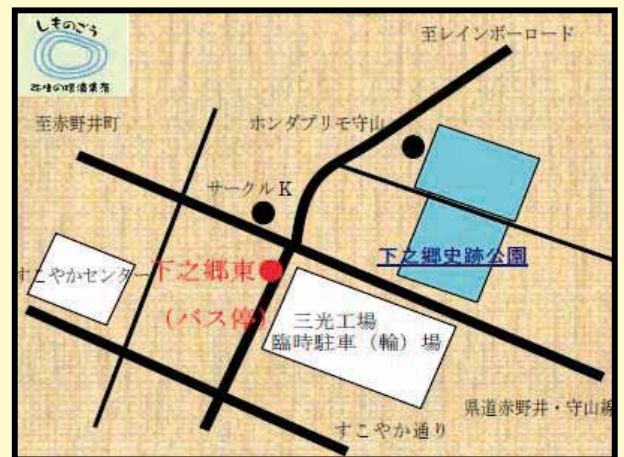 しものごう
弥生の環濠集落
至レインボーロード
至赤野井町
ホンダプリモ守山
サークルK
下之郷史跡公園
すこやかセンター
下之郷東
(バス停)
三光工場
臨時駐車(輪)場
県道赤野井・守山線
すこやか通り